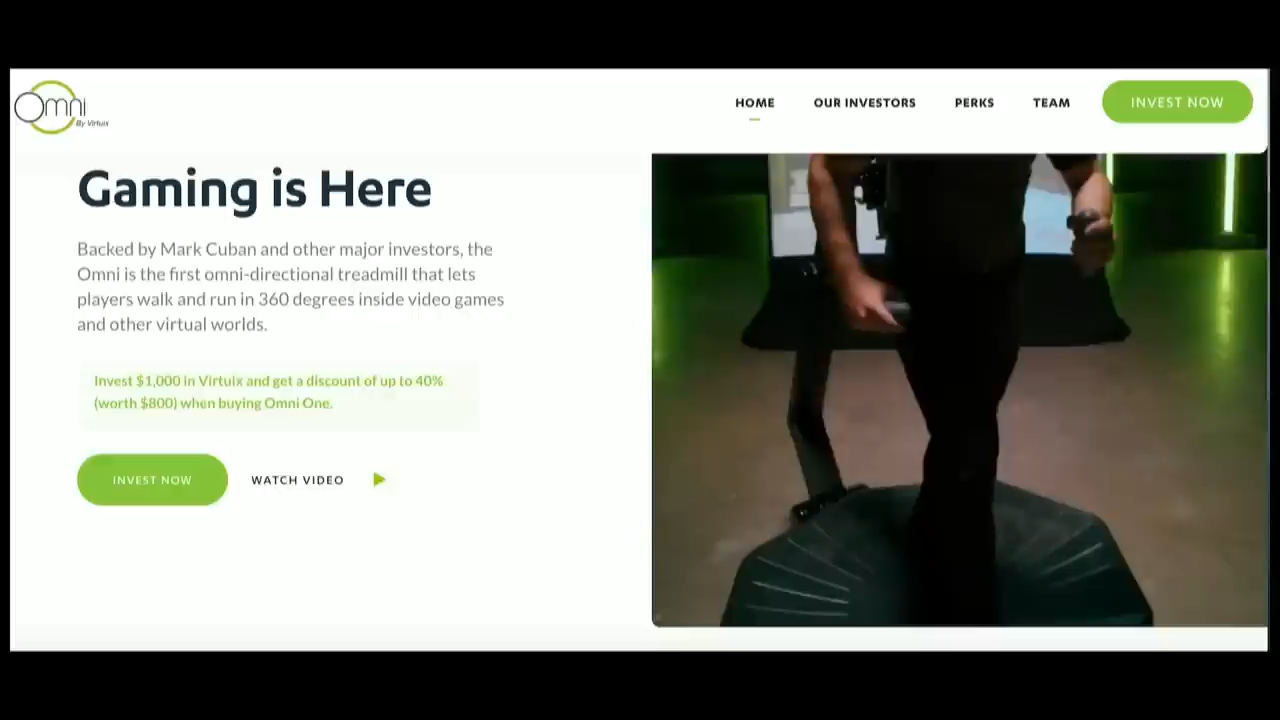 Omni
By Virtuix
HOME
OUR INVESTORS
PERKS
TEAM
INVEST NOW
Gaming is Here
Backed by Mark Cuban and other major investors, the
Omni is the first omni-directional treadmill that lets
players walk and run in 360 degrees inside video games
and other virtual worlds.
Invest $1,000 in Virtuix and get a discount of up to 40%
(worth $800) when buying Omni One.
INVEST NOW
WATCH VIDEO